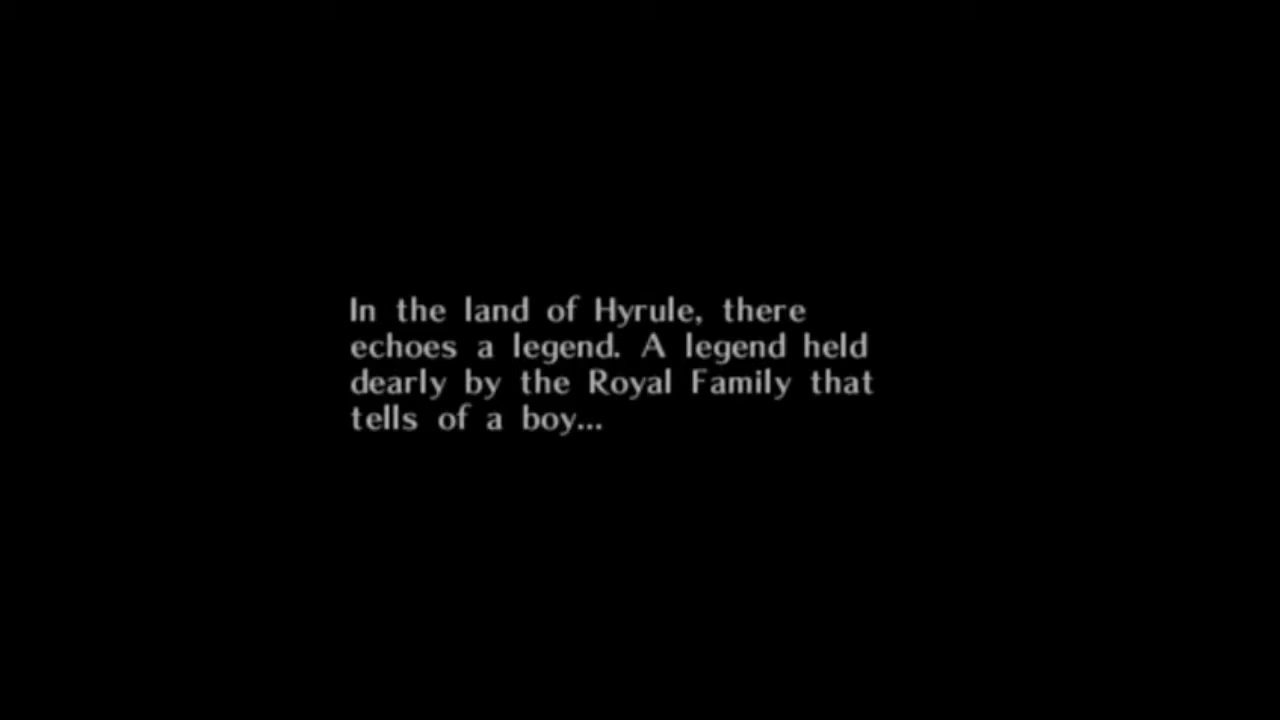 In the land of Hyrule, there
echoes a legend. A legend held
dearly by the Royal Family that
tells of a boy...